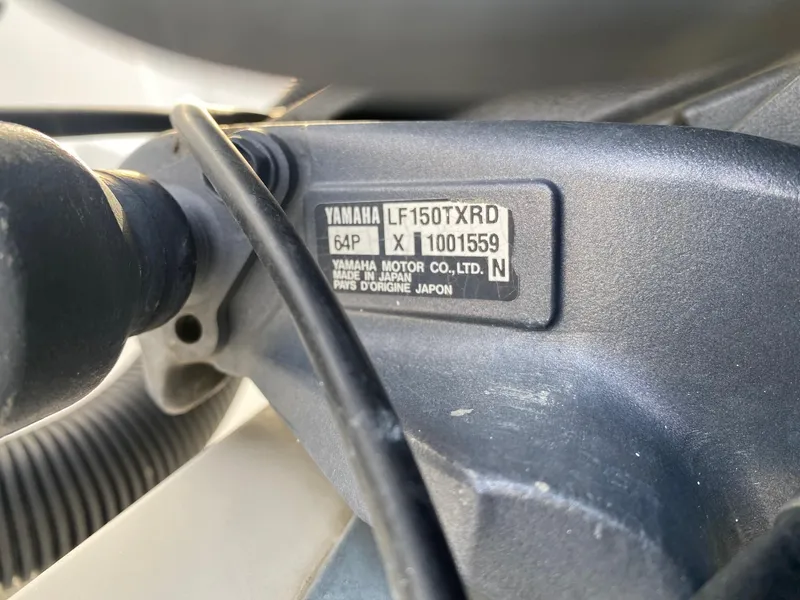 YAMAHA LF150TXRD
64P X 1001559
YAMAHA MOTOR CO.,LTD. N
MADE IN JAPAN
PAYS D'ORIGINE JAPON